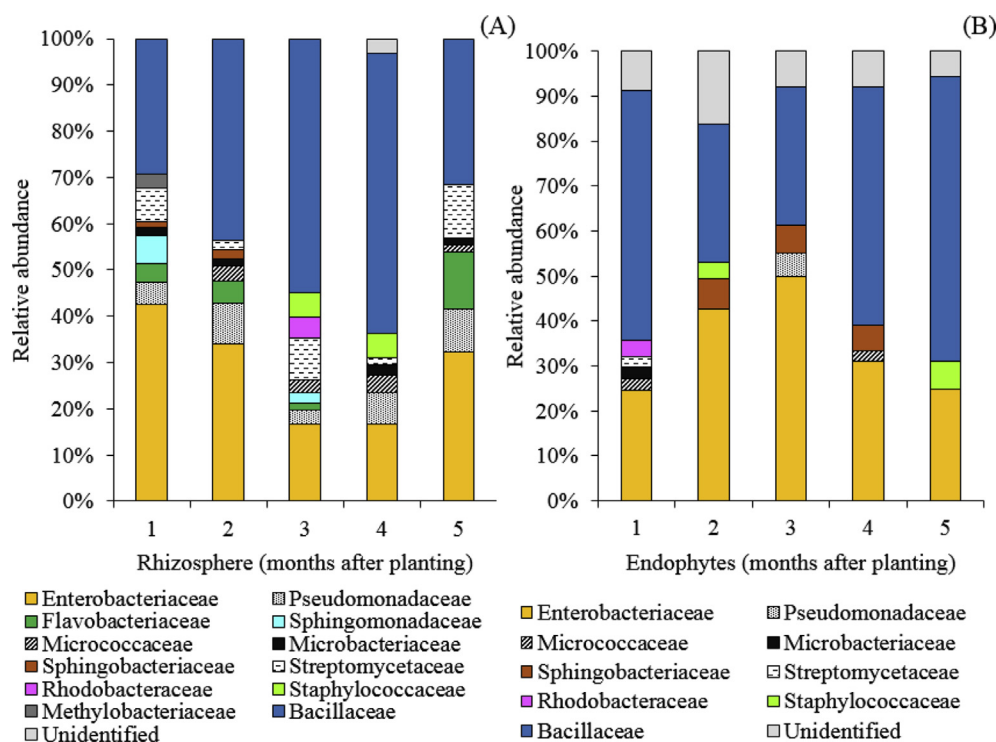 (A)
100%
90%
80%
70%
60%
50%
40%
30%
20%
10%
0%
Relative abundance
1 2 3 4 5
Rhizosphere (months after planting)
Enterobacteriaceae Pseudomonadaceae
Flavobacteriaceae Sphingomonadaceae
Micrococcaceae Microbacteriaceae
Sphingobacteriaceae Streptomycetaceae
Rhodobacteraceae Staphylococcaceae
Methylobacteriaceae Bacillaceae
Unidentified
(B)
100%
90%
80%
70%
60%
50%
40%
30%
20%
10%
0%
Relative abundance
1 2 3 4 5
Endophytes (months after planting)
Enterobacteriaceae Pseudomonadaceae
Micrococcaceae Microbacteriaceae
Sphingobacteriaceae Streptomycetaceae
Rhodobacteraceae Staphylococcaceae
Bacillaceae Unidentified